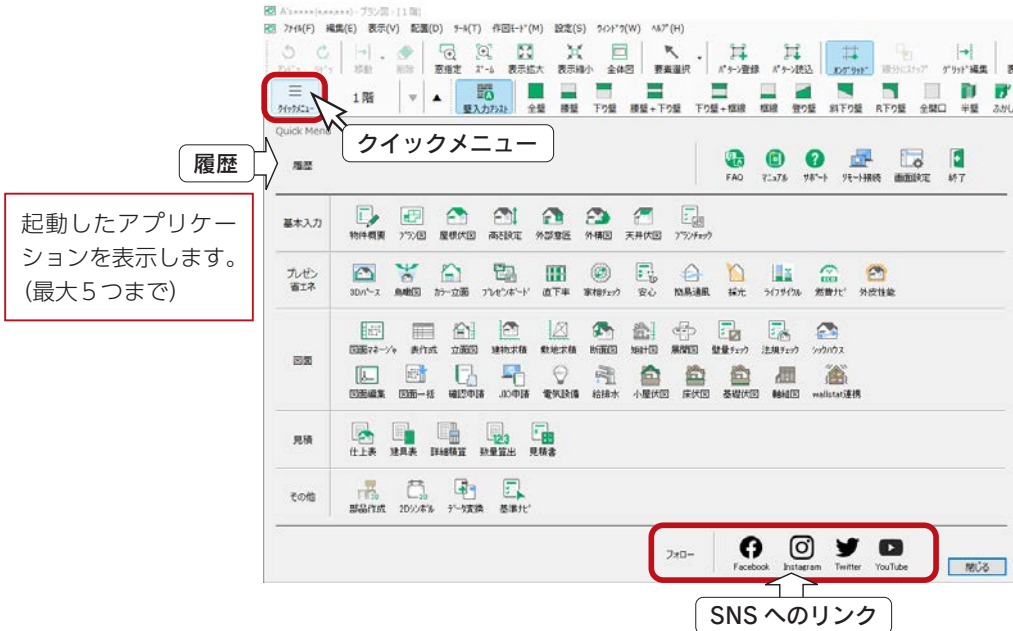 プラン図 - [1階]
ファイル(F) 編集(E) 表示(V) 配置(D) ツール(T) 作図モード(M) 設定(S) ウィンドウ(W) ヘルプ(H)
移動 削除 窓指定 ズーム 表示拡大 表示縮小 全体図 要素選択 パターン登録 パターン読込 グリッド編集
クイックメニュー 1階 壁入力アシスト 全壁 腰壁 下り壁 腰壁+下り壁 下り壁+框線 框線 登り壁 斜下り壁 R下り壁 全開口 半壁
Quick Menu
クイックメニュー
履歴
履歴
FAQ マニュアル サポート リモート接続 画面設定 終了
起動したアプリケー
ションを表示します。
(最大5つまで)
基本入力
物件概要 プラン図 屋根伏図 高さ設定 外部意匠 外構図 天井伏図 プランチェック
プレゼン
省エネ
3Dパース 鳥瞰図 カラー立面 プレゼンボード 直下率 家相チェック 安心 簡易通風 採光 ライフサイクル 燃費ナビ 外皮性能
図面
図面マネージャ 表作成 立面図 建物求積 敷地求積 断面図 矩計図 展開図 壁量チェック 法規チェック シックハウス
図面編集 図面一括 確認申請 JIO申請 電気設備 給排水 小屋伏図 床伏図 基礎伏図 軸組図 wallstat連携
見積
仕上表 建具表 詳細積算 数量算出 見積書
その他
部品作成 2Dシンボル データ変換 基準ナビ
フォロー
Facebook Instagram Twitter YouTube
閉じる
SNS へのリンク